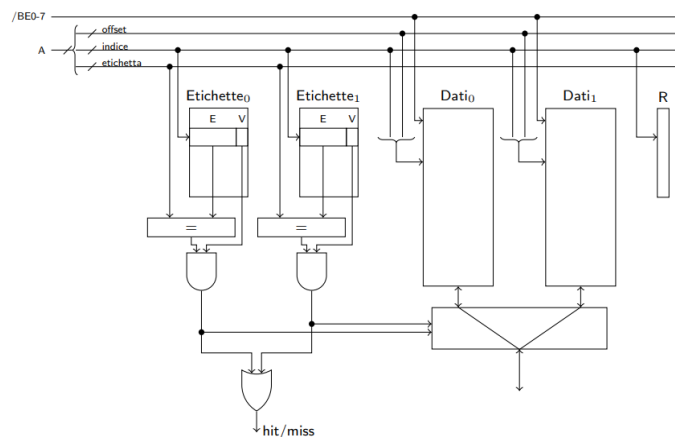 /BE0-7
offset
A
indice
etichetta
Etichette₀ Etichette₁ Dati₀ Dati₁ R
E V E V
= =
hit/miss